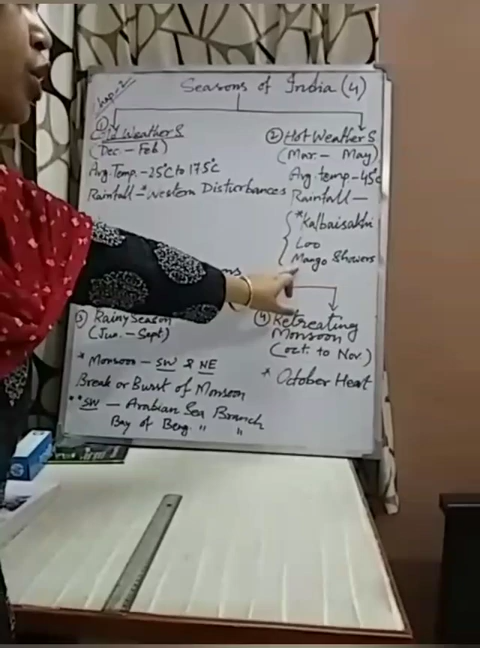 Chap-2
Seasons of India (4)
① Cold Weather S
(Dec. - Feb)
Avg. Temp. - 25°C to 17.5°C
Rainfall - *Western Disturbances
② Hot Weather S
(Mar. - May)
Avg. temp - 45°C
Rainfall -
*Kalbaisakhi
Loo
Mango Showers
③ Rainy Season
(Jun. - Sept)
* Monsoon - SW & NE
Break or Burst of Monsoon
** SW - Arabian Sea Branch
Bay of Beng. " "
④ Retreating
Monsoon
(Oct. to Nov.)
* October Heat